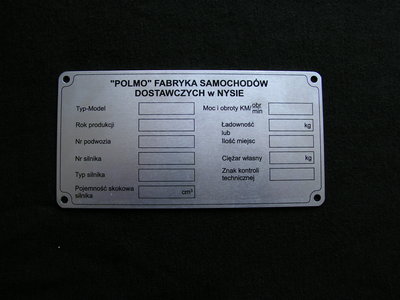 "POLMO" FABRYKA SAMOCHODÓW
DOSTAWCZYCH w NYSIE
Typ-Model
Moc i obroty KM/obr
min
Rok produkcji
Ładowność kg
lub
Nr podwozia
Ilość miejsc
Nr silnika
Ciężar własny kg
Typ silnika
Znak kontroli
technicznej
Pojemność skokowa
silnika cm³